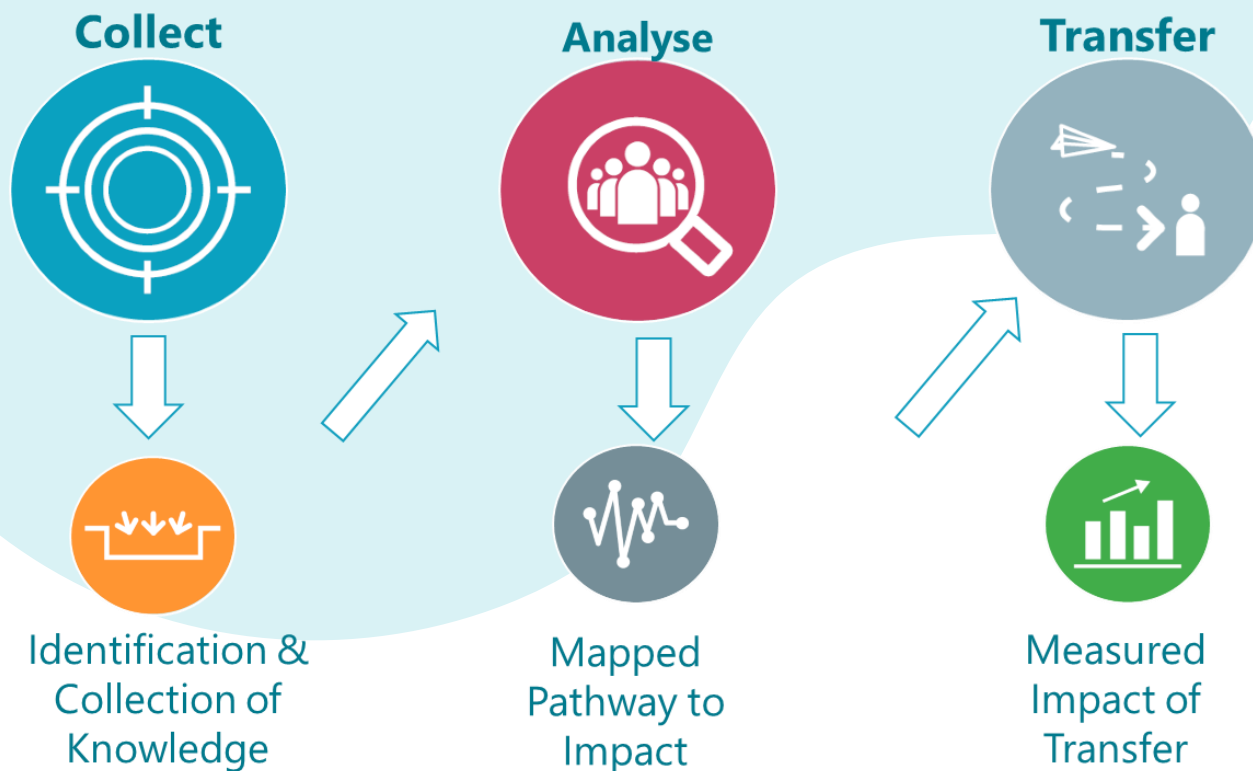 Collect
Analyse
Transfer
Identification &
Collection of
Knowledge
Mapped
Pathway to
Impact
Measured
Impact of
Transfer